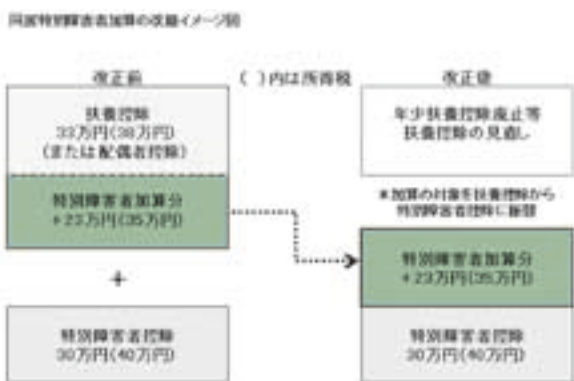 同居特別障害者加算の改組イメージ図
改正前
( )内は所得税
改正後
扶養控除
33万円(38万円)
(または配偶者控除)
特別障害者加算分
+23万円(35万円)
+
特別障害者控除
30万円(40万円)
年少扶養控除廃止等
扶養控除の見直し
*加算の対象を扶養控除から
特別障害者控除に振替
特別障害者加算分
+23万円(35万円)
特別障害者控除
30万円(40万円)